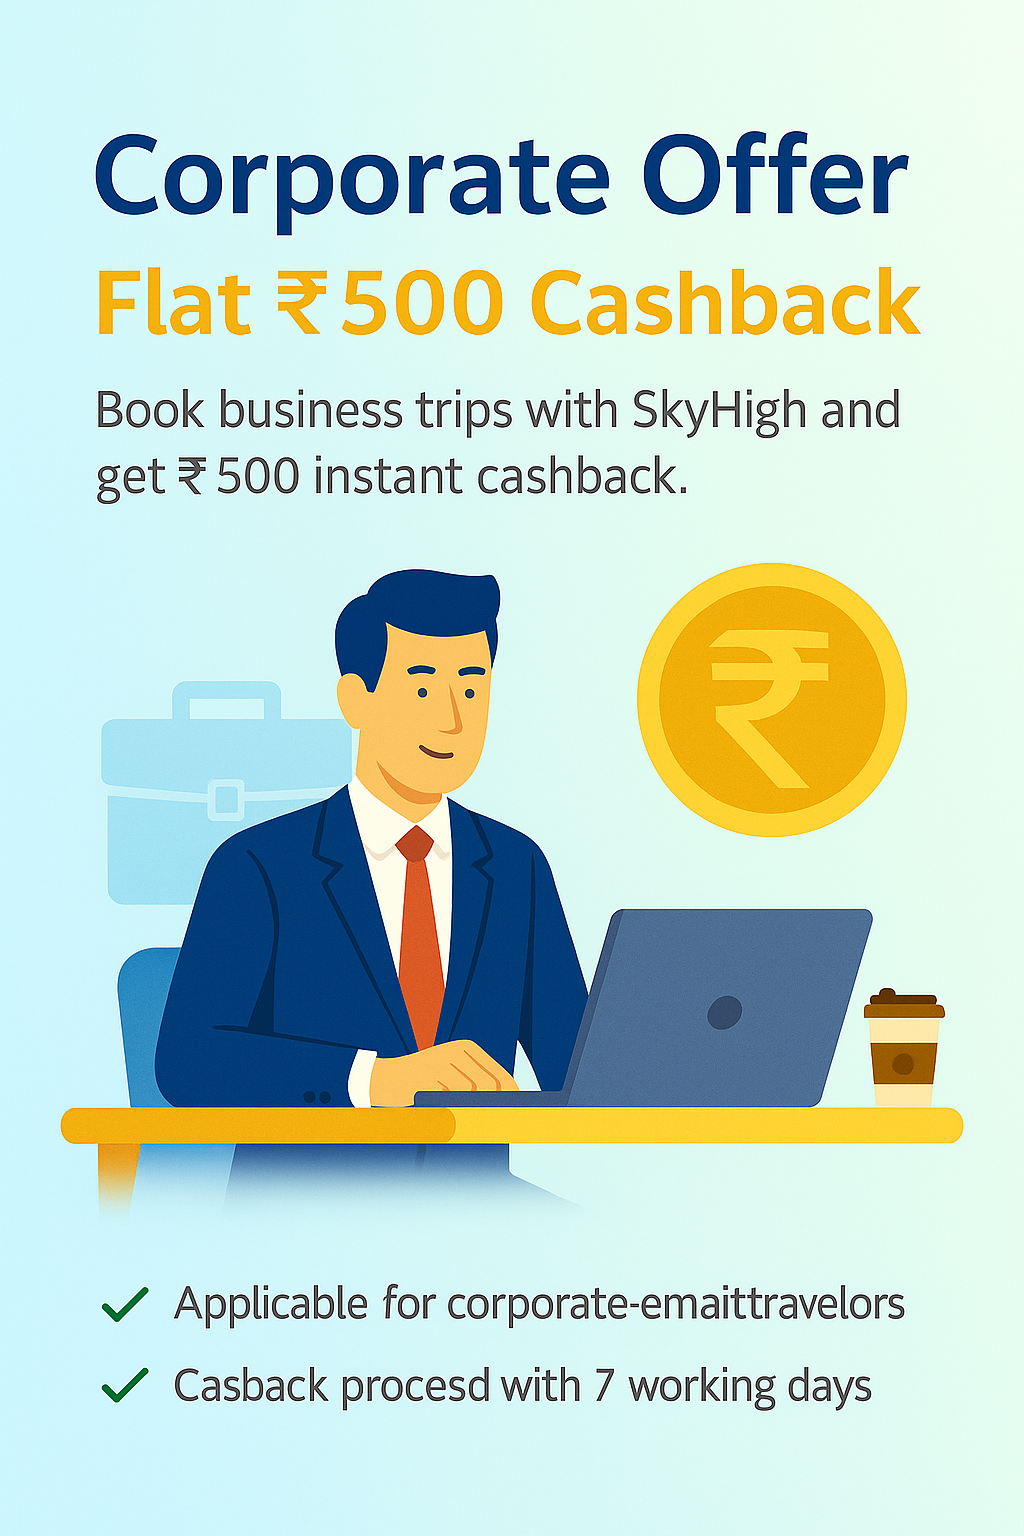 Corporate Offer
Flat ₹500 Cashback
Book business trips with SkyHigh and
get ₹500 instant cashback.
₹
Applicable for corporate-emaittravelors
Casback procesd with 7 working days